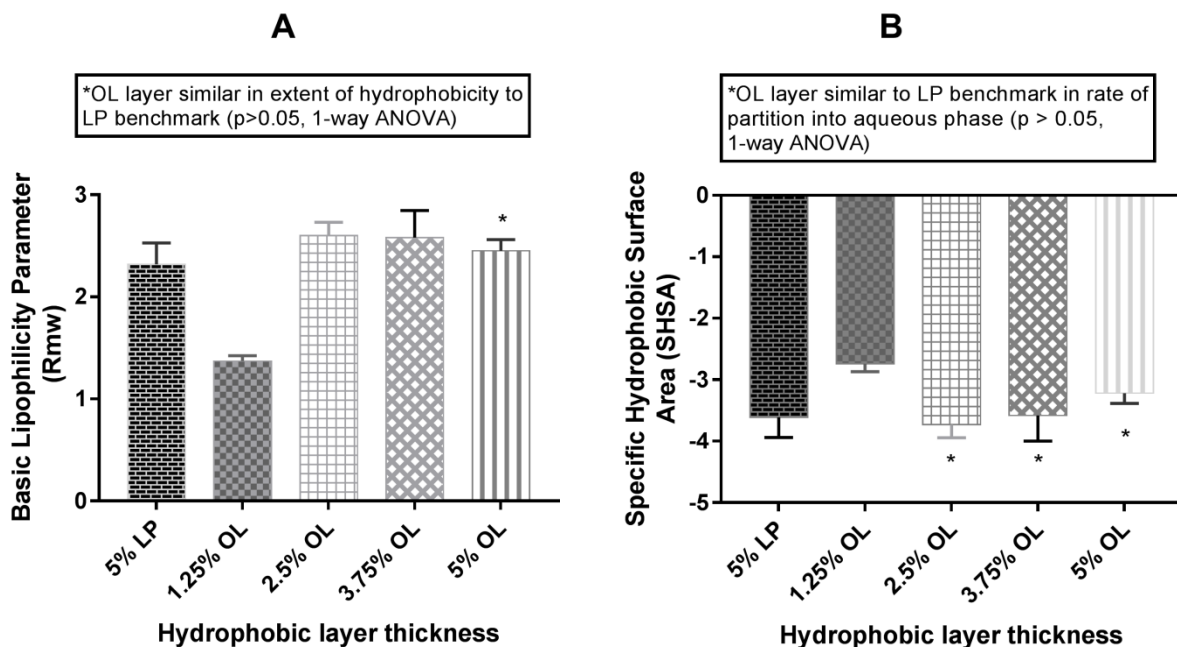 A
*OL layer similar in extent of hydrophobicity to
LP benchmark (p>0.05, 1-way ANOVA)
Basic Lipophilicity Parameter
(Rmw)
3
2
1
0
5% LP
1.25% OL
2.5% OL
3.75% OL
5% OL
*
Hydrophobic layer thickness
B
*OL layer similar to LP benchmark in rate of
partition into aqueous phase (p > 0.05,
1-way ANOVA)
Specific Hydrophobic Surface
Area (SHSA)
0
-1
-2
-3
-4
-5
*
*
*
5% LP
1.25% OL
2.5% OL
3.75% OL
5% OL
Hydrophobic layer thickness